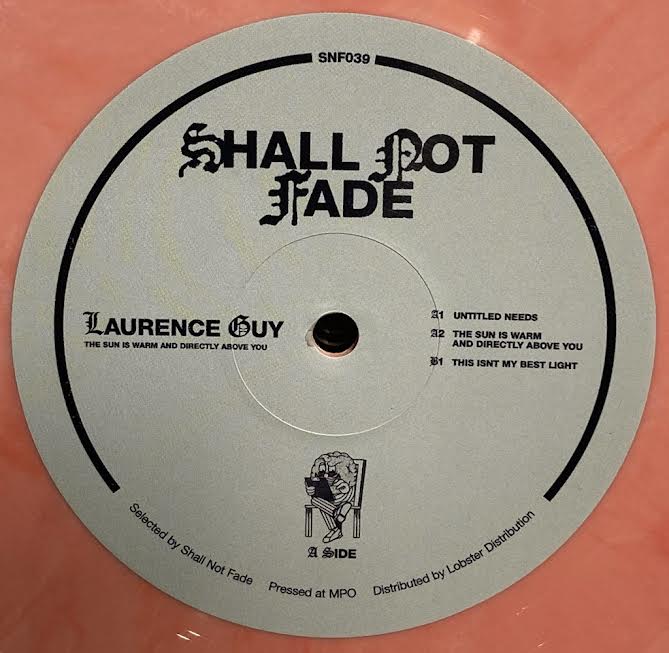 SNF039
SHALL NOT
FADE
LAURENCE GUY
THE SUN IS WARM AND DIRECTLY ABOVE YOU
A1 UNTITLED NEEDS
A2 THE SUN IS WARM
AND DIRECTLY ABOVE YOU
B1 THIS ISNT MY BEST LIGHT
A SIDE
Selected by Shall Not Fade
Pressed at MPO
Distributed by Lobster Distribution